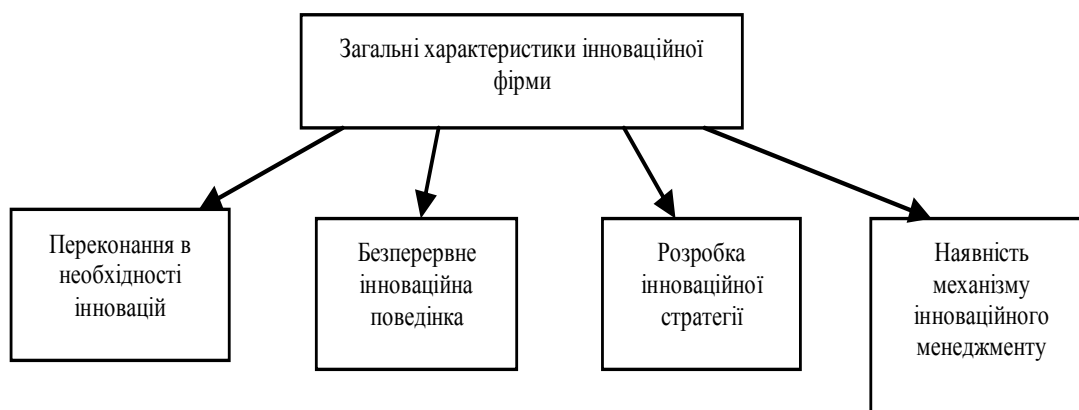 Загальні характеристики інноваційної
фірми
Переконання в
необхідності
інновацій
Безперервне
інноваційна
поведінка
Розробка
інноваційної
стратегії
Наявність
механізму
інноваційного
менеджменту